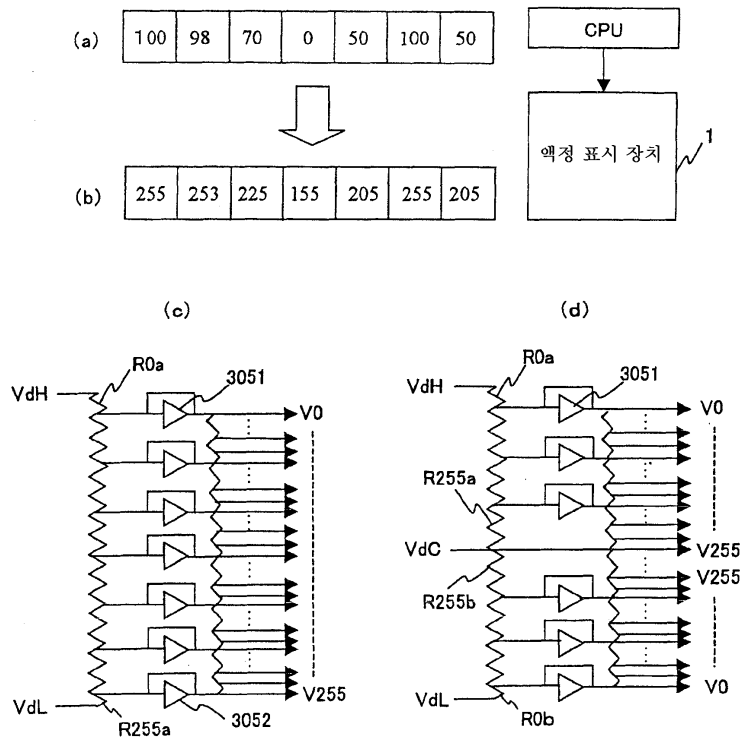 (a) 100 98 70 0 50 100 50
CPU
액정 표시 장치
1
(b) 255 253 225 155 205 255 205
(c)
VdH
R0a
3051
V0
V255
VdL
R255a
3052
(d)
VdH
R0a
3051
V0
R255a
VdC
V255
V255
R255b
V0
VdL
R0b